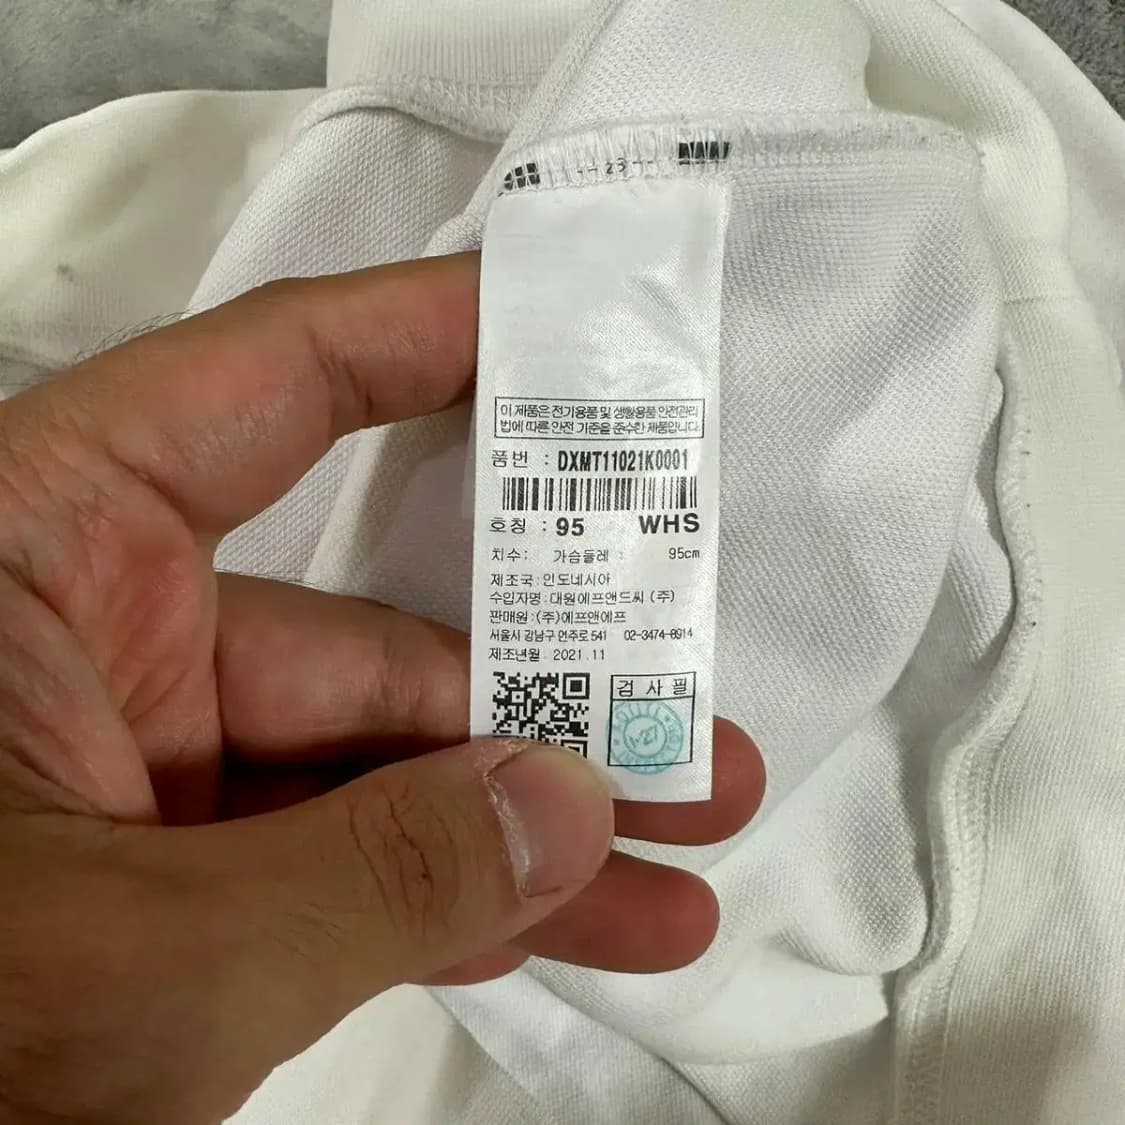 23
이 제품은 전기용품 및 생활용품 안전관리
법에 따른 안전 기준을 준수한 제품입니다.
품번 : DXMT11021K0001
호칭 : 95 WHS
치수: 가슴둘레 : 95cm
제조국:인도네시아
수입자명:대원에프앤드씨 (주)
판매원:(주)에프앤에프
서울시 강남구 언주로 541 02-3474-8914
제조년월. 2021.11
검사필
1-27